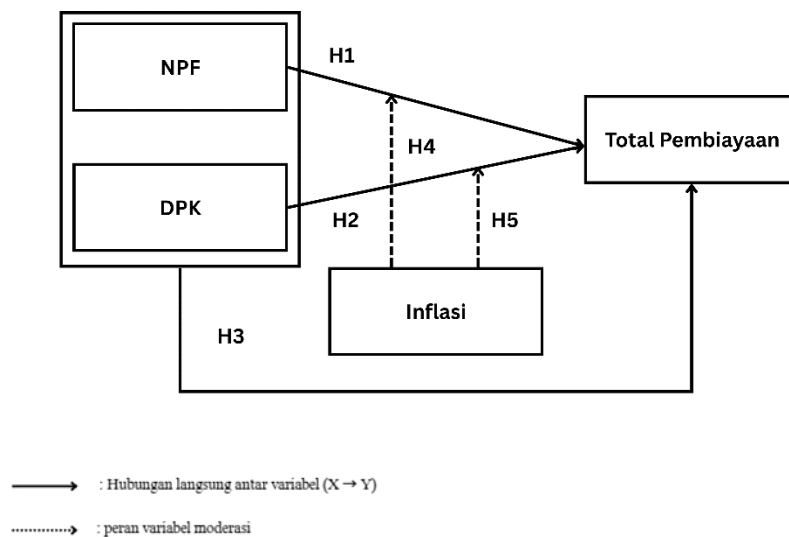 NPF
H1
Total Pembiayaan
H4
DPK
H2
H5
Inflasi
H3
: Hubungan langsung antar variabel (X → Y)
: peran variabel moderasi